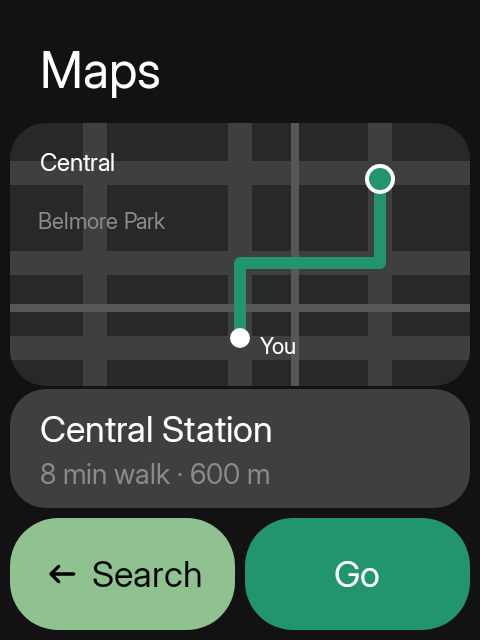 Maps
Central
Belmore Park
You
Central Station
8 min walk · 600 m
← Search
Go